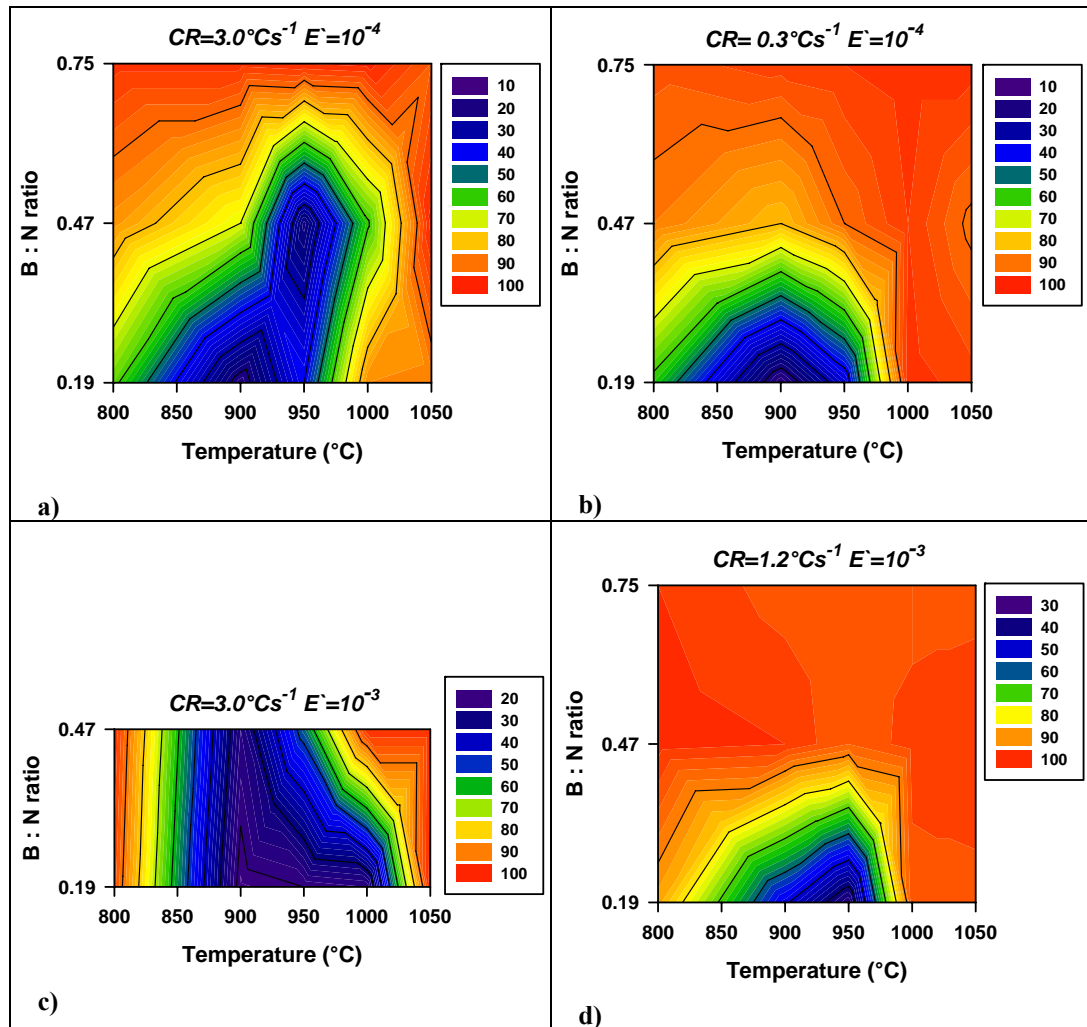 CR=3.0°Cs⁻¹ E`=10⁻⁴
0.75
0.47
0.19
B : N ratio
800 850 900 950 1000 1050
Temperature (°C)
10
20
30
40
50
60
70
80
90
100
a)
CR= 0.3°Cs⁻¹ E`=10⁻⁴
0.75
0.47
0.19
B : N ratio
800 850 900 950 1000 1050
Temperature (°C)
10
20
30
40
50
60
70
80
90
100
b)
CR=3.0°Cs⁻¹ E`=10⁻³
0.47
0.19
B : N ratio
800 850 900 950 1000 1050
Temperature (°C)
20
30
40
50
60
70
80
90
100
c)
CR=1.2°Cs⁻¹ E`=10⁻³
0.75
0.47
0.19
B : N ratio
800 850 900 950 1000 1050
Temperature (°C)
30
40
50
60
70
80
90
100
d)